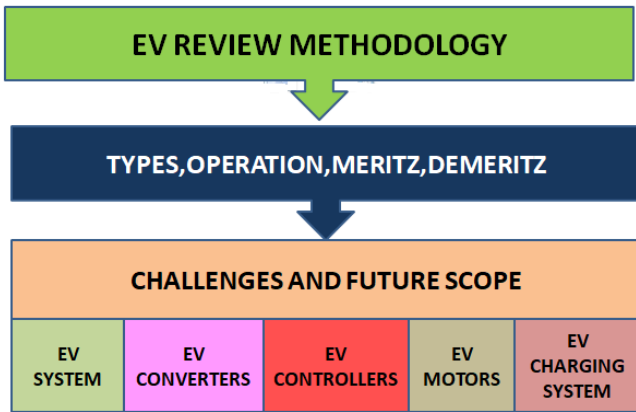 EV REVIEW METHODOLOGY
TYPES,OPERATION,MERITZ,DEMERITZ
CHALLENGES AND FUTURE SCOPE
EV
SYSTEM
EV
CONVERTERS
EV
CONTROLLERS
EV
MOTORS
EV
CHARGING
SYSTEM